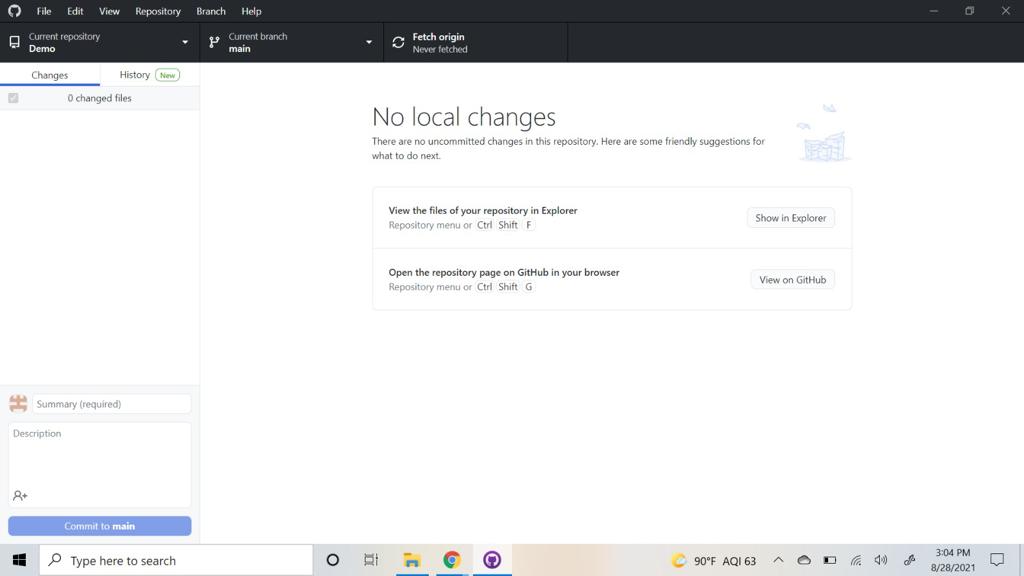 File Edit View Repository Branch Help
Current repository
Demo
Current branch
main
Fetch origin
Never fetched
Changes
History New
0 changed files
No local changes
There are no uncommitted changes in this repository. Here are some friendly suggestions for
what to do next.
View the files of your repository in Explorer
Repository menu or Ctrl Shift F
Show in Explorer
Open the repository page on GitHub in your browser
Repository menu or Ctrl Shift G
View on GitHub
Summary (required)
Description
Commit to main
Type here to search
90°F AQI 63
3:04 PM
8/28/2021